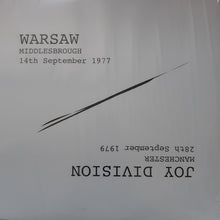 WARSAW
MIDDLESBROUGH
14th September 1977
JOY DIVISION
MANCHESTER
28th September 1979